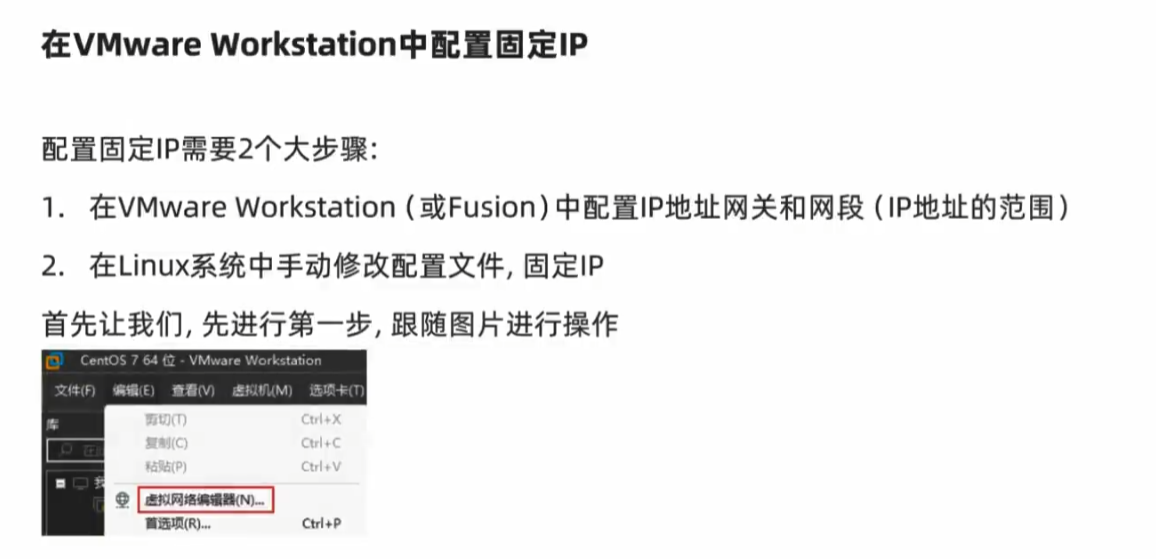 在VMware Workstation中配置固定IP
配置固定IP需要2个大步骤:
1. 在VMware Workstation（或Fusion）中配置IP地址网关和网段（IP地址的范围）
2. 在Linux系统中手动修改配置文件, 固定IP
首先让我们, 先进行第一步, 跟随图片进行操作
CentOS 7 64 位 - VMware Workstation
文件(F) 编辑(E) 查看(V) 虚拟机(M) 选项卡(T)
库
剪切(T) Ctrl+X
复制(C) Ctrl+C
粘贴(P) Ctrl+V
虚拟网络编辑器(N)...
首选项(R)... Ctrl+P